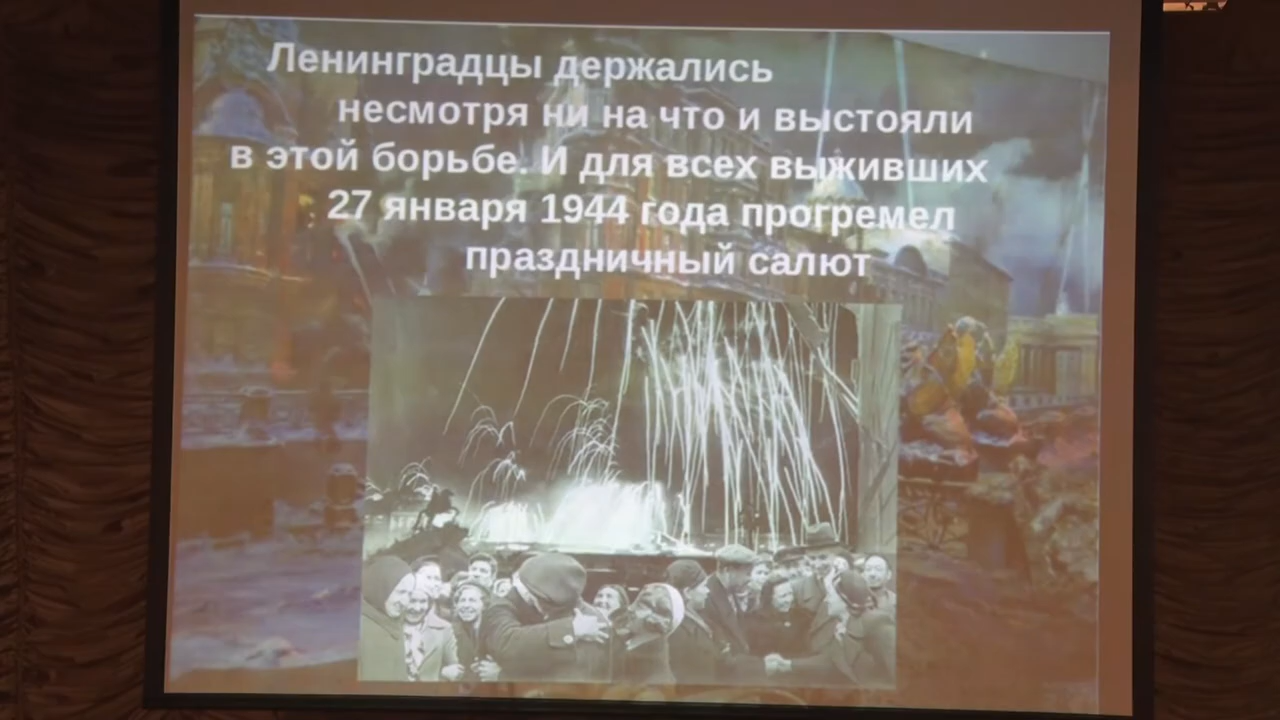 Ленинградцы держались
несмотря ни на что и выстояли
в этой борьбе. И для всех выживших
27 января 1944 года прогремел
праздничный салют